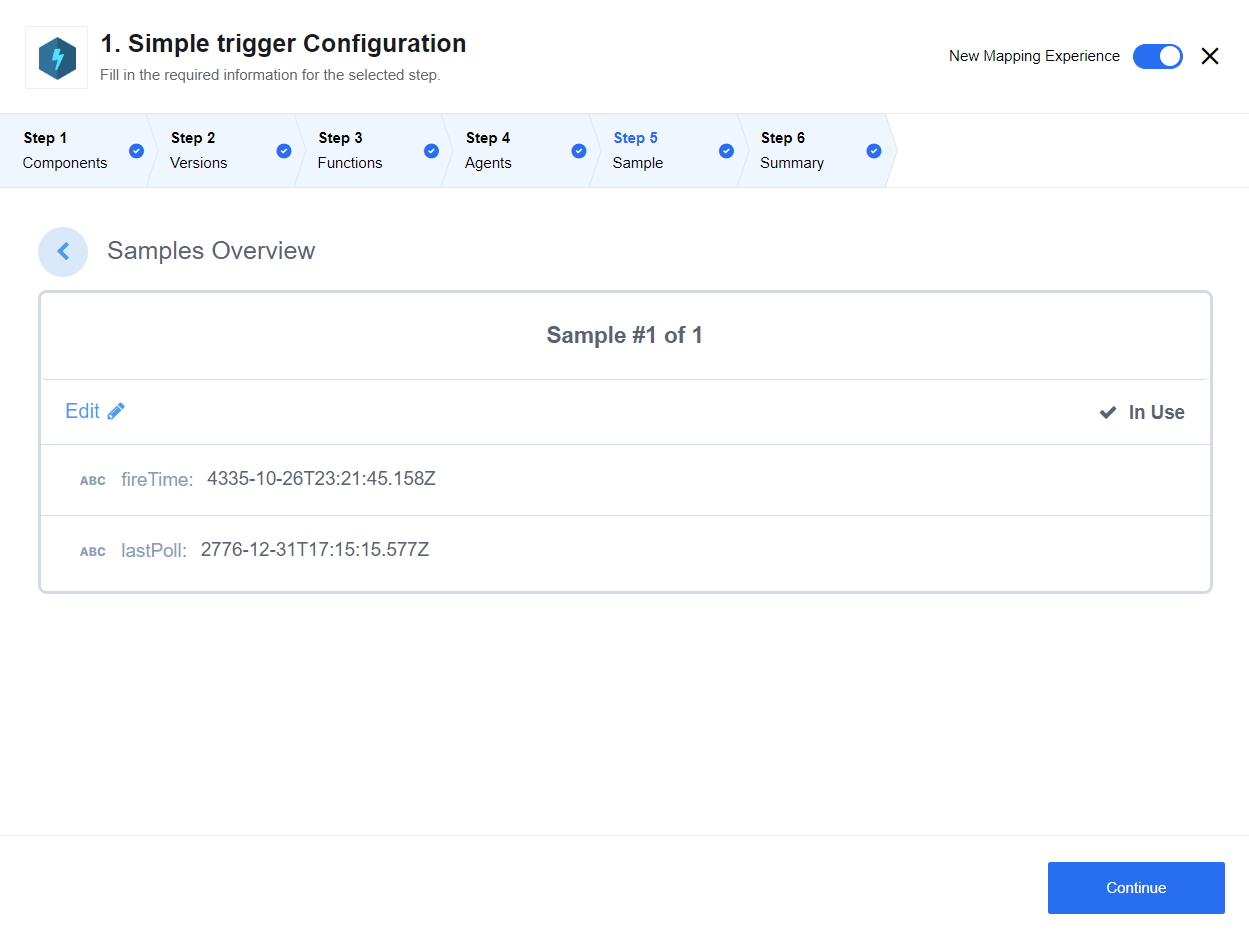 1. Simple trigger Configuration
Fill in the required information for the selected step.
New Mapping Experience
Step 1
Components
Step 2
Versions
Step 3
Functions
Step 4
Agents
Step 5
Sample
Step 6
Summary
Samples Overview
Sample #1 of 1
Edit
In Use
ABC fireTime: 4335-10-26T23:21:45.158Z
ABC lastPoll: 2776-12-31T17:15:15.577Z
Continue